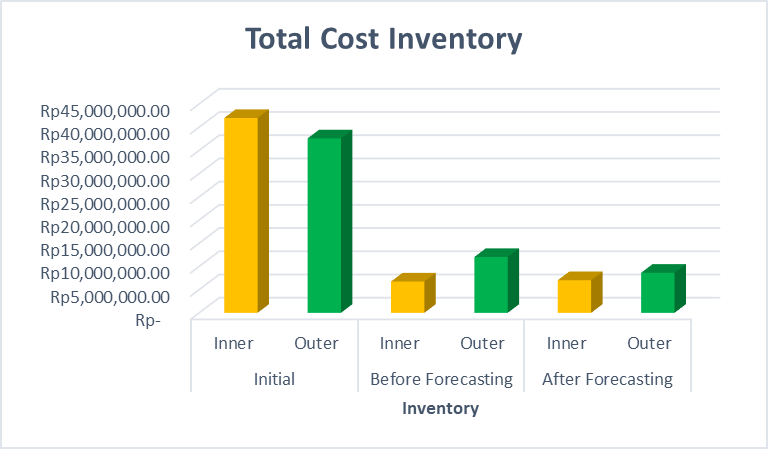 Total Cost Inventory
Rp45,000,000.00
Rp40,000,000.00
Rp35,000,000.00
Rp30,000,000.00
Rp25,000,000.00
Rp20,000,000.00
Rp15,000,000.00
Rp10,000,000.00
Rp5,000,000.00
Rp-
Inner Outer Inner Outer Inner Outer
Initial Before Forecasting After Forecasting
Inventory